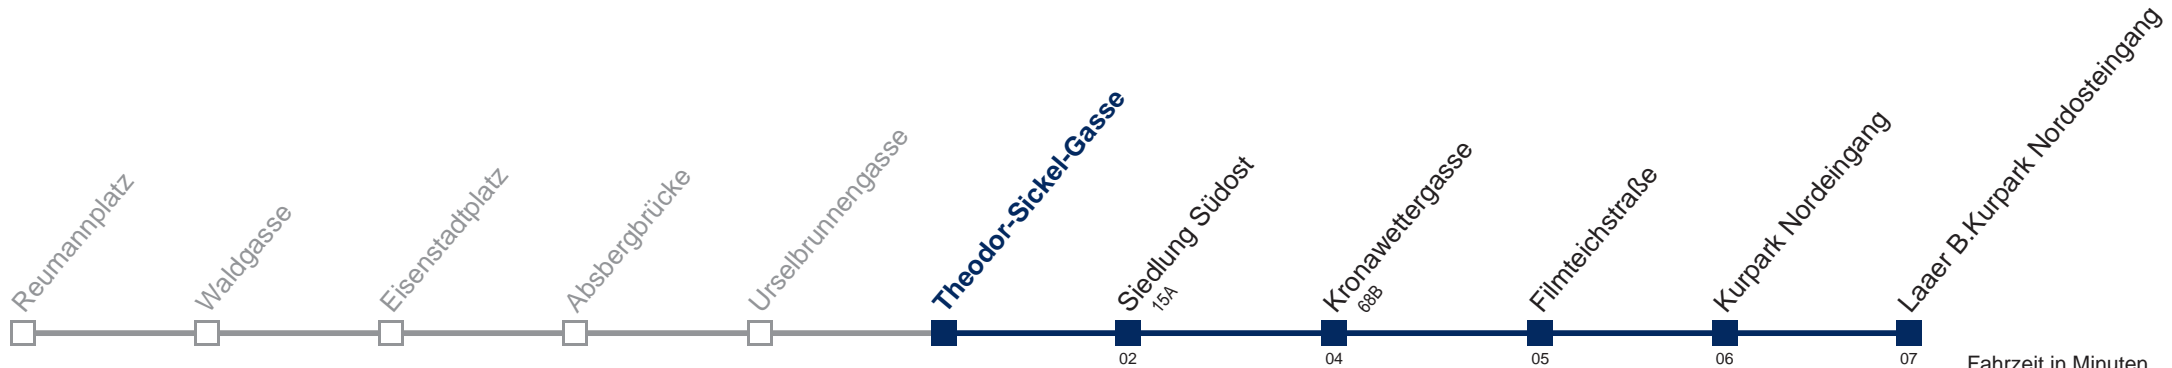 Reumannplatz
Waldgasse
Eisenstadtplatz
Absbergbrücke
Urselbrunnengasse
Theodor-Sickel-Gasse
Siedlung Südost
15A
Kronawettergasse
68B
Filmteichstraße
Kurpark Nordeingang
Laaer B.Kurpark Nordosteingang
02
04
05
06
07
Fahrzeit in Minuten